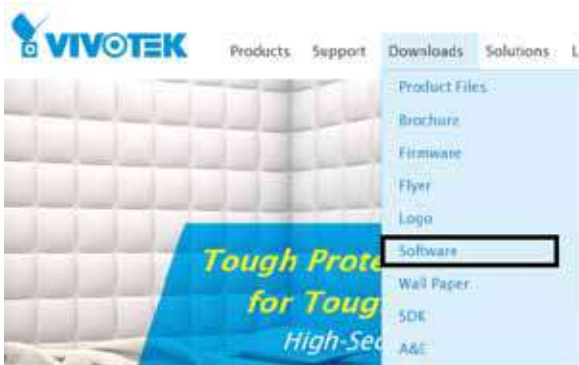 VIVOTEK
Products Support Downloads Solutions L
Product Files
Brochure
Firmware
Flyer
Logo
Software
Wall Paper
SDK
A&E
Tough Prote
for Toug
High-Sec